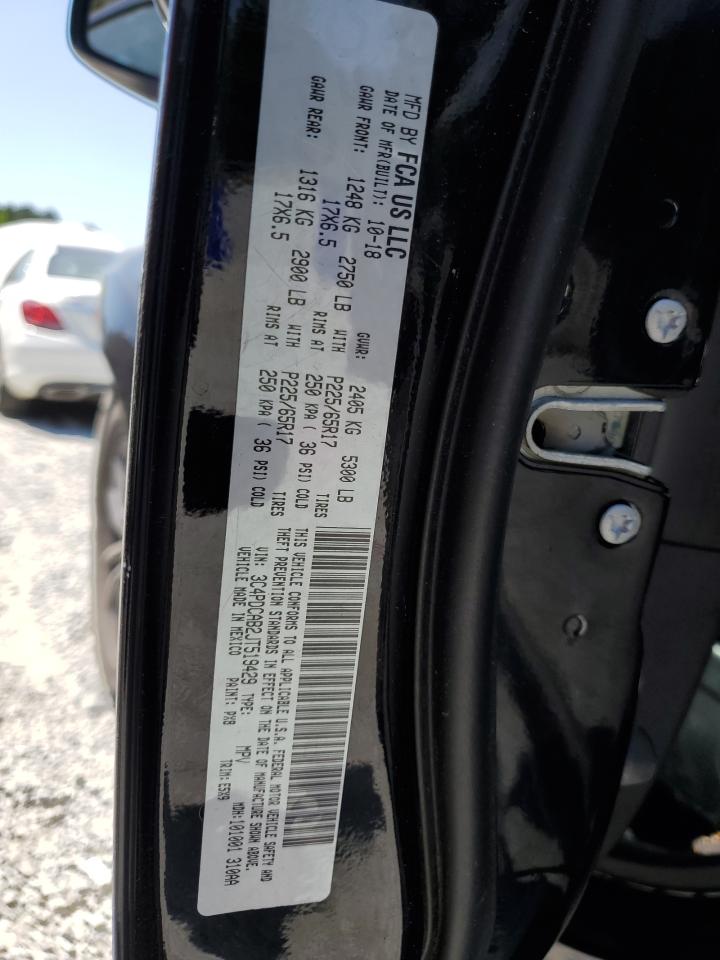 MFD BY FCA US LLC
DATE OF MFR(BUILT): 10-18 GVWR: 2405 KG 5300 LB
GAWR FRONT: 1248 KG 2750 LB WITH P225/65R17 TIRES
17X6.5 RIMS AT 250 KPA ( 36 PSI) COLD
GAWR REAR: 1316 KG 2900 LB WITH P225/65R17 TIRES
17X6.5 RIMS AT 250 KPA ( 36 PSI) COLD
THIS VEHICLE CONFORMS TO ALL APPLICABLE U.S.A. FEDERAL MOTOR VEHICLE SAFETY AND
THEFT PREVENTION STANDARDS IN EFFECT ON THE DATE OF MANUFACTURE SHOWN ABOVE.
VIN: 3C4PDCAB2JT519429 TYPE: MPV MDH:101001 310AA
VEHICLE MADE IN MEXICO PAINT: PX8 TRIM:E5X9